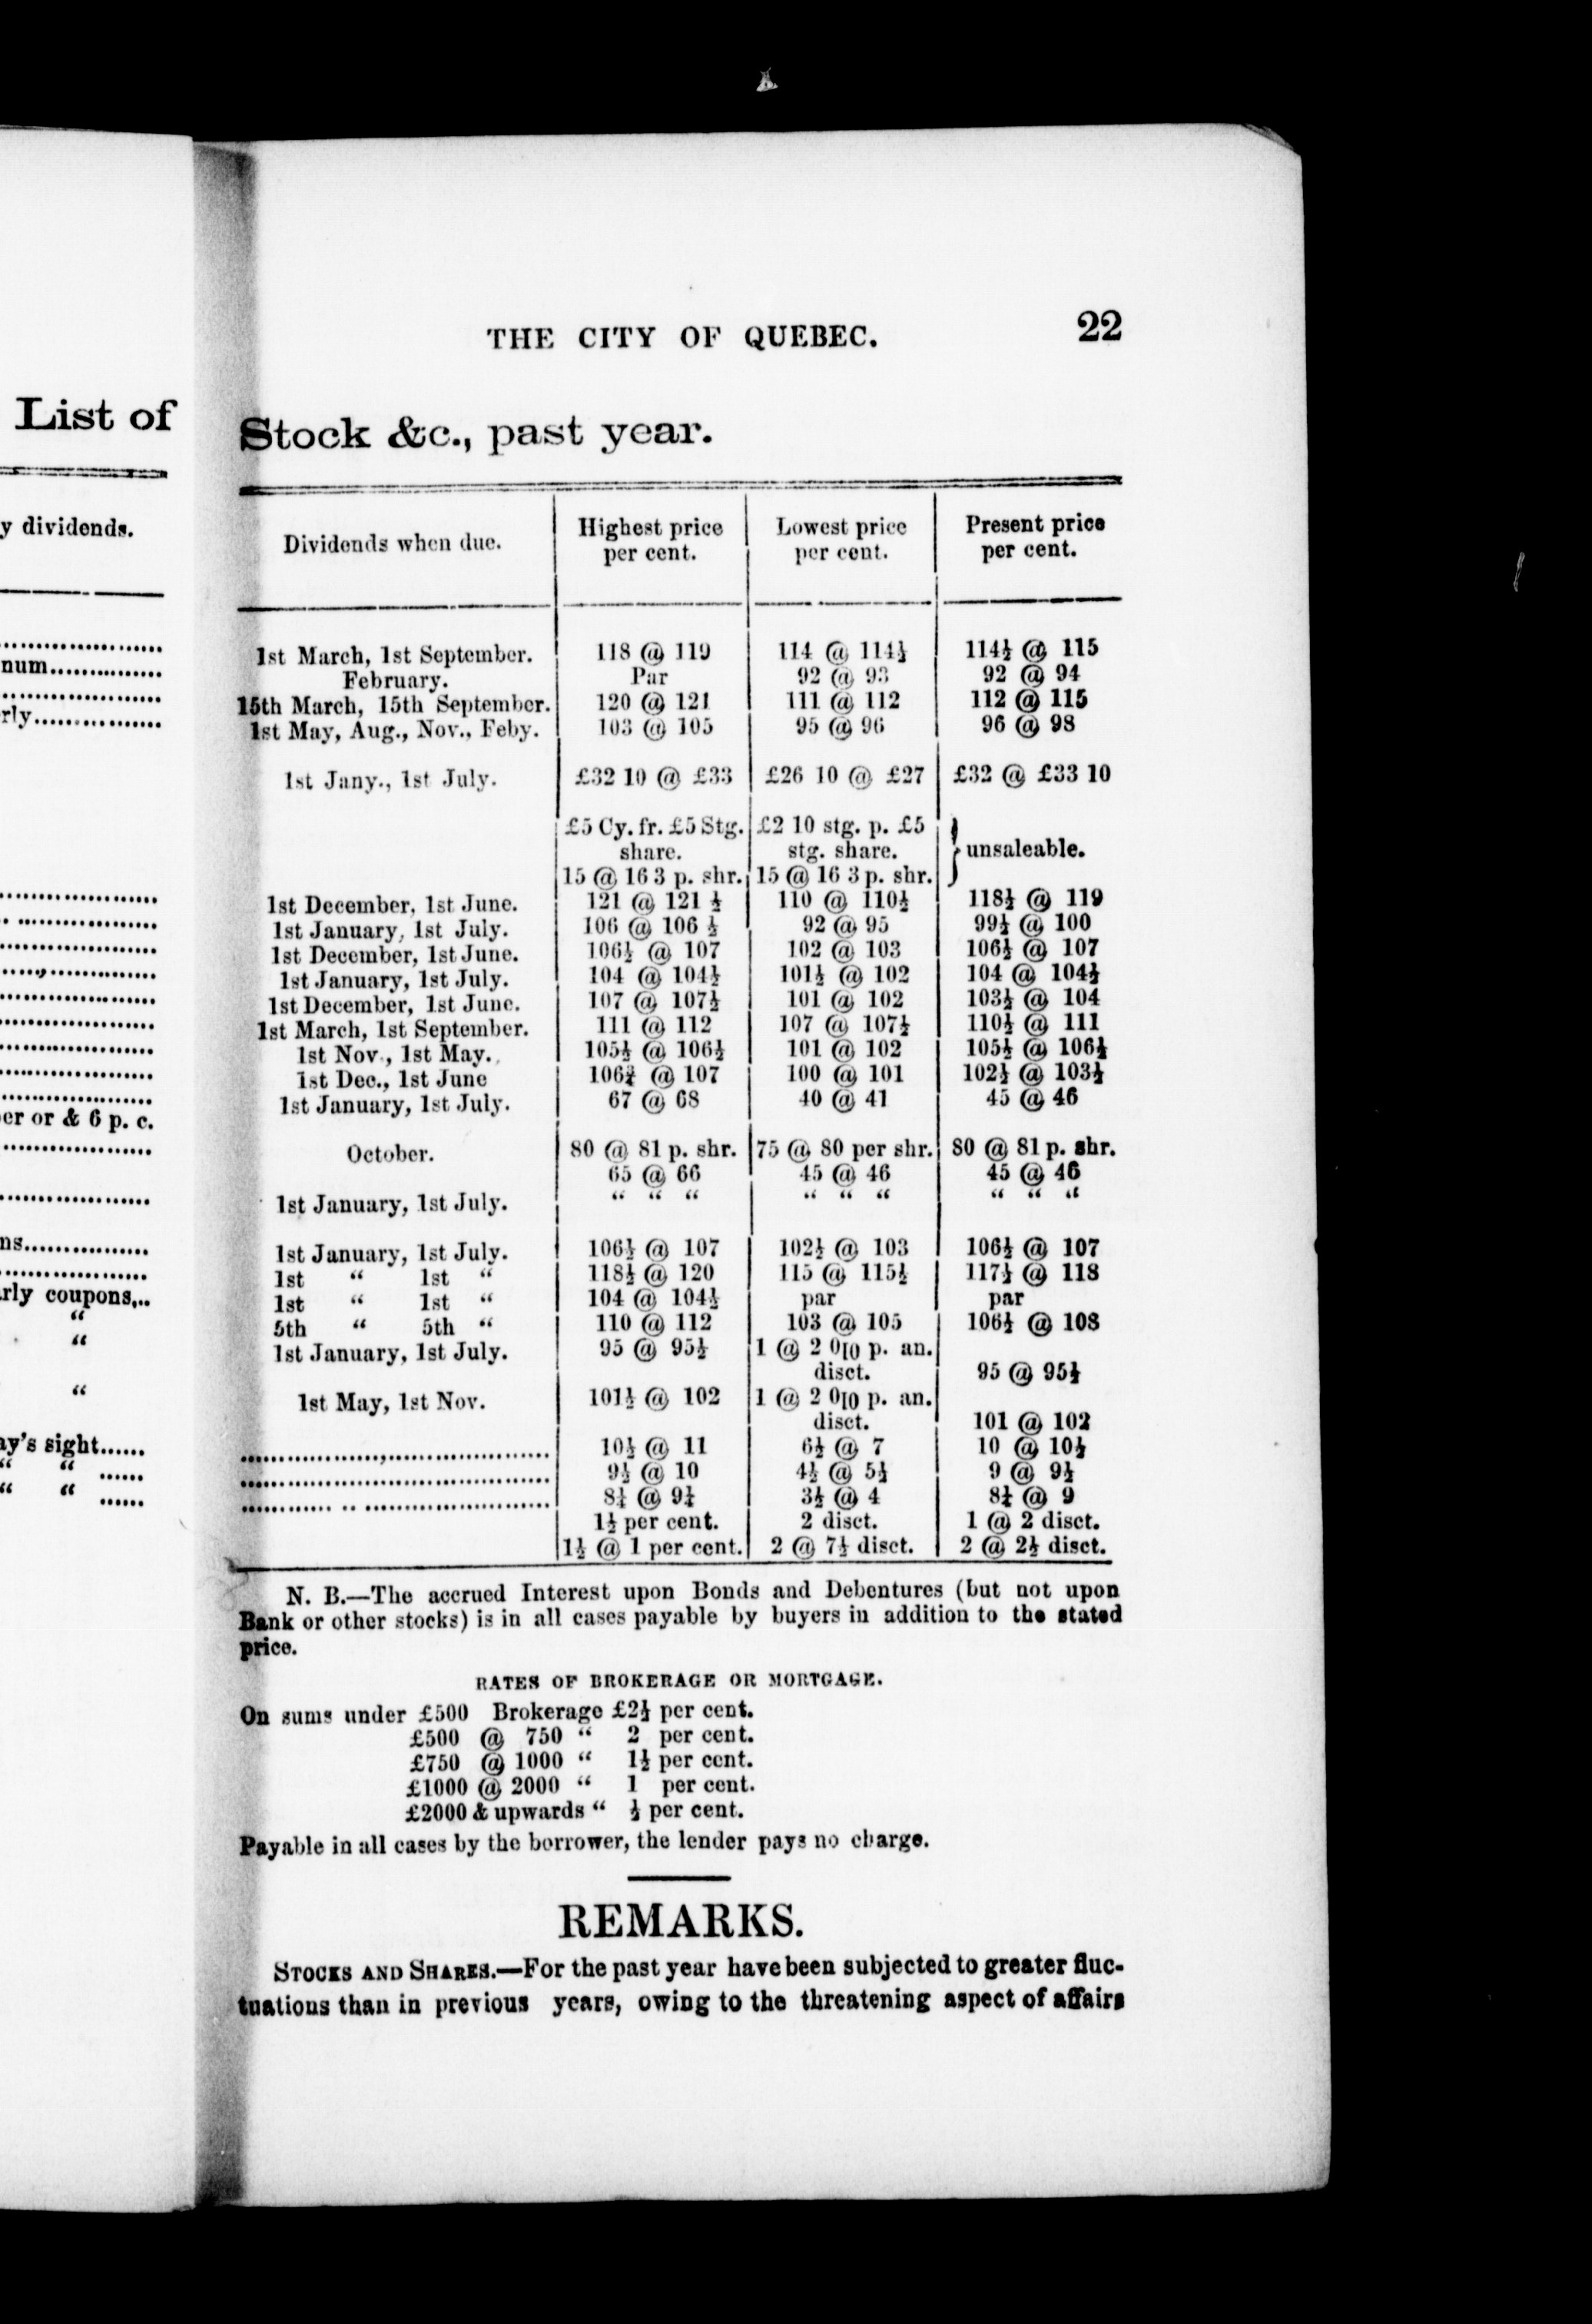 List of
y dividends.
num...............
rly................
er or & 6 p. c.
ns................
rly coupons,..
“
“
“
ay's sight......
“ “ ......
“ “ ......
THE CITY OF QUEBEC. 22
Stock &c., past year.
Dividends when due. Highest price per cent. Lowest price per cent. Present price per cent.
1st March, 1st September. 118 @ 119 114 @ 114½ 114½ @ 115
February. Par 92 @ 93 92 @ 94
15th March, 15th September. 120 @ 121 111 @ 112 112 @ 115
1st May, Aug., Nov., Feby. 103 @ 105 95 @ 96 96 @ 98
1st Jany., 1st July. £32 10 @ £33 £26 10 @ £27 £32 @ £33 10
£5 Cy. fr. £5 Stg. £2 10 stg. p. £5
share. stg. share. unsaleable.
15 @ 16 3 p. shr. 15 @ 16 3 p. shr.
1st December, 1st June. 121 @ 121 ½ 110 @ 110½ 118½ @ 119
1st January, 1st July. 106 @ 106 ½ 92 @ 95 99½ @ 100
1st December, 1st June. 106½ @ 107 102 @ 103 106½ @ 107
1st January, 1st July. 104 @ 104½ 101½ @ 102 104 @ 104½
1st December, 1st June. 107 @ 107½ 101 @ 102 103½ @ 104
1st March, 1st September. 111 @ 112 107 @ 107½ 110½ @ 111
1st Nov., 1st May. 105½ @ 106½ 101 @ 102 105½ @ 106½
1st Dec., 1st June 106¾ @ 107 100 @ 101 102½ @ 103½
1st January, 1st July. 67 @ 68 40 @ 41 45 @ 46
October. 80 @ 81 p. shr. 75 @ 80 per shr. 80 @ 81 p. shr.
65 @ 66 45 @ 46 45 @ 46
1st January, 1st July. “ “ “ “ “ “ “ “ “
1st January, 1st July. 106½ @ 107 102½ @ 103 106½ @ 107
1st “ 1st “ 118½ @ 120 115 @ 115½ 117½ @ 118
1st “ 1st “ 104 @ 104½ par par
5th “ 5th “ 110 @ 112 103 @ 105 106½ @ 108
1st January, 1st July. 95 @ 95½ 1 @ 2 0|0 p. an.
disct. 95 @ 95½
1st May, 1st Nov. 101½ @ 102 1 @ 2 0|0 p. an.
disct. 101 @ 102
................,.................... 10½ @ 11 6½ @ 7 10 @ 10½
..................................... 9½ @ 10 4½ @ 5½ 9 @ 9½
........... .. ...................... 8½ @ 9½ 3½ @ 4 8½ @ 9
1½ per cent. 2 disct. 1 @ 2 disct.
1½ @ 1 per cent. 2 @ 7½ disct. 2 @ 2½ disct.
N. B.—The accrued Interest upon Bonds and Debentures (but not upon
Bank or other stocks) is in all cases payable by buyers in addition to the stated
price.
RATES OF BROKERAGE OR MORTGAGE.
On sums under £500 Brokerage £2½ per cent.
£500 @ 750 “ 2 per cent.
£750 @ 1000 “ 1½ per cent.
£1000 @ 2000 “ 1 per cent.
£2000 & upwards “ ½ per cent.
Payable in all cases by the borrower, the lender pays no charge.
REMARKS.
STOCKS AND SHARES.—For the past year have been subjected to greater fluc-
tuations than in previous years, owing to the threatening aspect of affairs